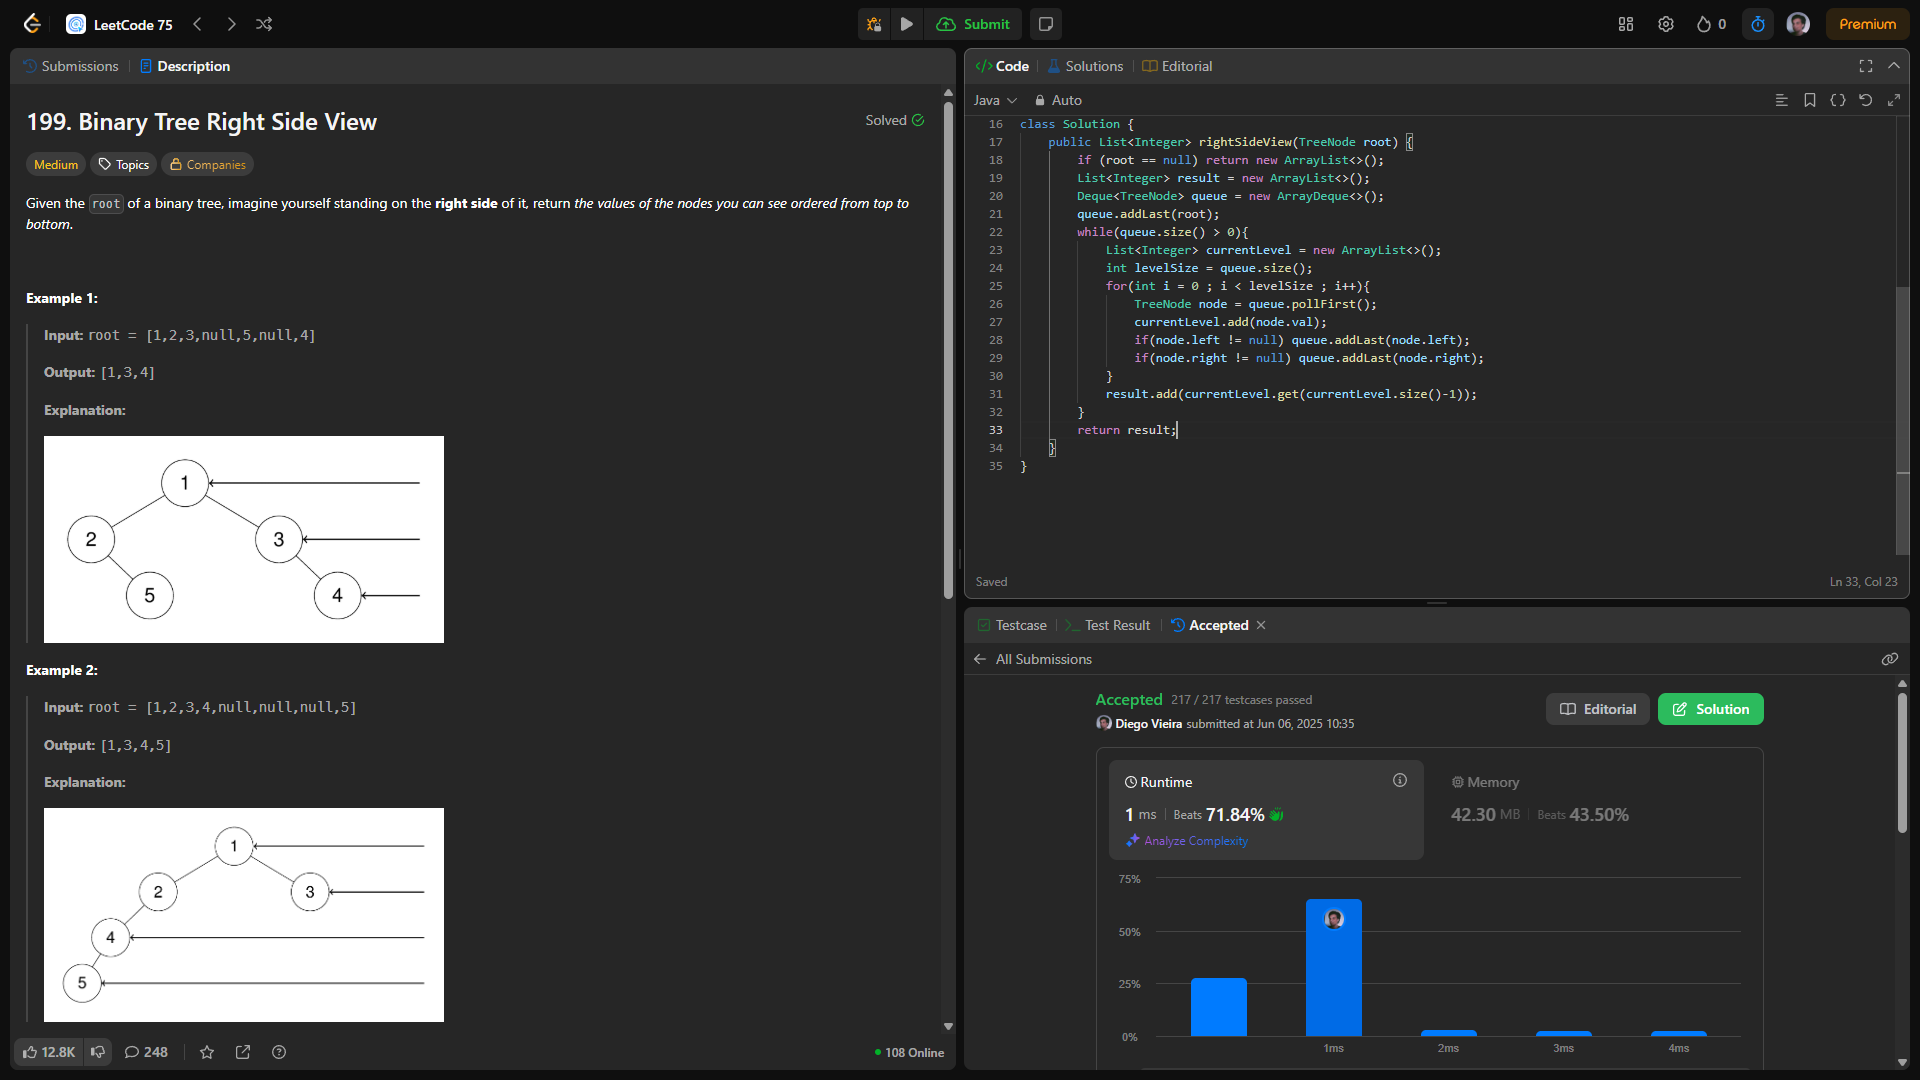 LeetCode 75
Submit
0
Premium
Submissions
Description
199. Binary Tree Right Side View
Solved
Medium
Topics
Companies
Given the root of a binary tree, imagine yourself standing on the right side of it, return the values of the nodes you can see ordered from top to
bottom.
Example 1:
Input: root = [1,2,3,null,5,null,4]
Output: [1,3,4]
Explanation:
1
2
3
5
4
Example 2:
Input: root = [1,2,3,4,null,null,null,5]
Output: [1,3,4,5]
Explanation:
1
2
3
4
5
12.8K
248
108 Online
Code
Solutions
Editorial
Java
Auto
16 class Solution {
17 public List<Integer> rightSideView(TreeNode root) {
18 if (root == null) return new ArrayList<>();
19 List<Integer> result = new ArrayList<>();
20 Deque<TreeNode> queue = new ArrayDeque<>();
21 queue.addLast(root);
22 while(queue.size() > 0){
23 List<Integer> currentLevel = new ArrayList<>();
24 int levelSize = queue.size();
25 for(int i = 0 ; i < levelSize ; i++){
26 TreeNode node = queue.pollFirst();
27 currentLevel.add(node.val);
28 if(node.left != null) queue.addLast(node.left);
29 if(node.right != null) queue.addLast(node.right);
30 }
31 result.add(currentLevel.get(currentLevel.size()-1));
32 }
33 return result;
34 }
35 }
Saved
Ln 33, Col 23
Testcase
Test Result
Accepted
All Submissions
Accepted 217 / 217 testcases passed
Diego Vieira submitted at Jun 06, 2025 10:35
Editorial
Solution
Runtime
1 ms Beats 71.84%
Analyze Complexity
Memory
42.30 MB Beats 43.50%
75%
50%
25%
0%
1ms
2ms
3ms
4ms